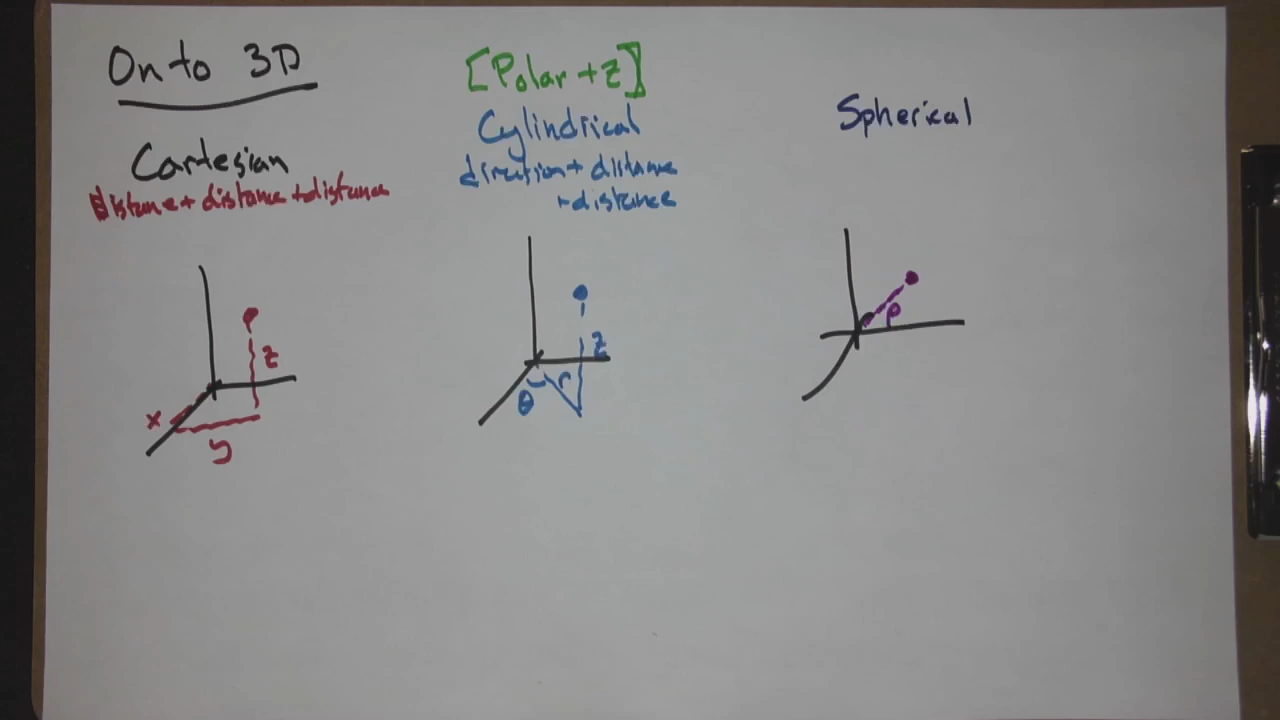 Onto 3D
[Polar + z]
Cylindrical
direction + distance
+ distance
Spherical
Cartesian
distance + distance + distance
z
x
y
z
r
θ
ρ